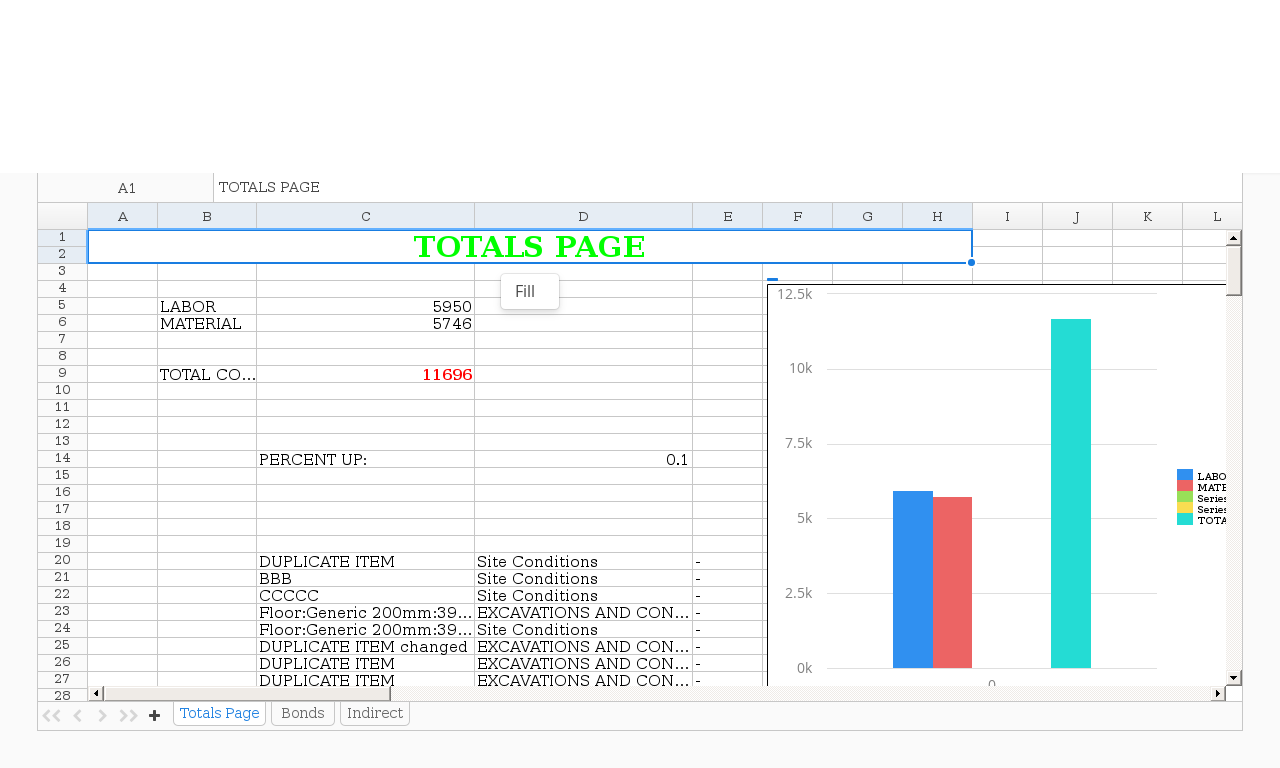 A1 TOTALS PAGE
A B C D E F G H I J K L
1 TOTALS PAGE
2
3
4
5 LABOR 5950
6 MATERIAL 5746
7
8
9 TOTAL CO... 11696
10
11
12
13
14 PERCENT UP: 0.1
15
16
17
18
19
20 DUPLICATE ITEM Site Conditions -
21 BBB Site Conditions -
22 CCCCC Site Conditions -
23 Floor:Generic 200mm:39... EXCAVATIONS AND CON... -
24 Floor:Generic 200mm:39... Site Conditions -
25 DUPLICATE ITEM changed EXCAVATIONS AND CON... -
26 DUPLICATE ITEM EXCAVATIONS AND CON... -
27 DUPLICATE ITEM EXCAVATIONS AND CON... -
28
Fill
12.5k
10k
7.5k
5k
2.5k
0k
0
LABO
MATE
Series
Series
TOTA
Totals Page Bonds Indirect